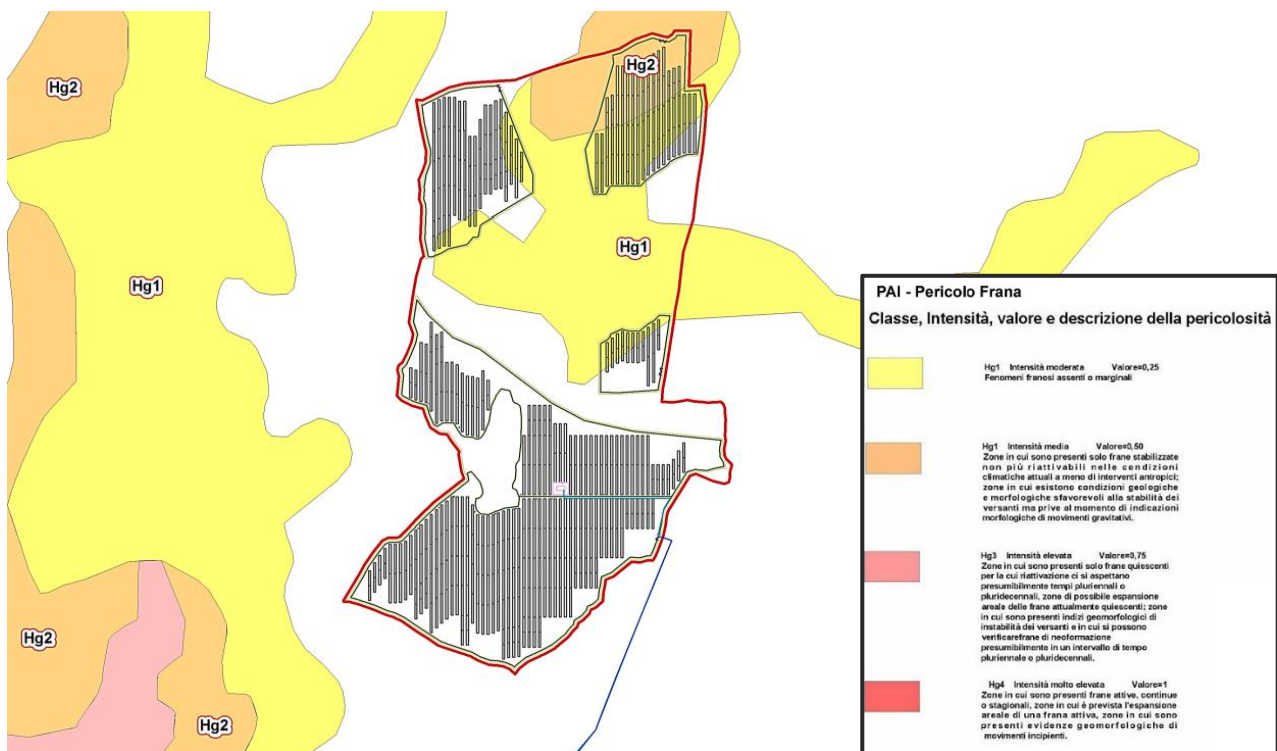 Hg2
Hg2
Hg1
Hg1
Hg2
Hg2
PAI - Pericolo Frana
Classe, Intensità, valore e descrizione della pericolosità
Hg1 Intensità moderata Valore=0,25
Fenomeni franosi assenti o marginali
Hg1 Intensità media Valore=0,50
Zone in cui sono presenti solo frane stabilizzate
non più riattivabili nelle condizioni
climatiche attuali a meno di interventi antropici;
zone in cui esistono condizioni geologiche
e morfologiche sfavorevoli alla stabilità dei
versanti ma prive al momento di indicazioni
morfologiche di movimenti gravitativi.
Hg3 Intensità elevata Valore=0,75
Zone in cui sono presenti solo frane quiescenti
per la cui riattivazione ci si aspettano
presumibilmente tempi pluriennali o
pluridecennali, zone di possibile espansione
areale delle frane attualmente quiescenti; zone
in cui sono presenti indizi geomorfologici di
instabilità dei versanti e in cui si possono
verificarefrane di neoformazione
presumibilmente in un intervallo di tempo
pluriennale o pluridecennali.
Hg4 Intensità molto elevata Valore=1
Zone in cui sono presenti frane attive, continue
o stagionali, zone in cui è prevista l'espansione
areale di una frana attiva, zone in cui sono
presenti evidenze geomorfologiche di
movimenti incipienti.